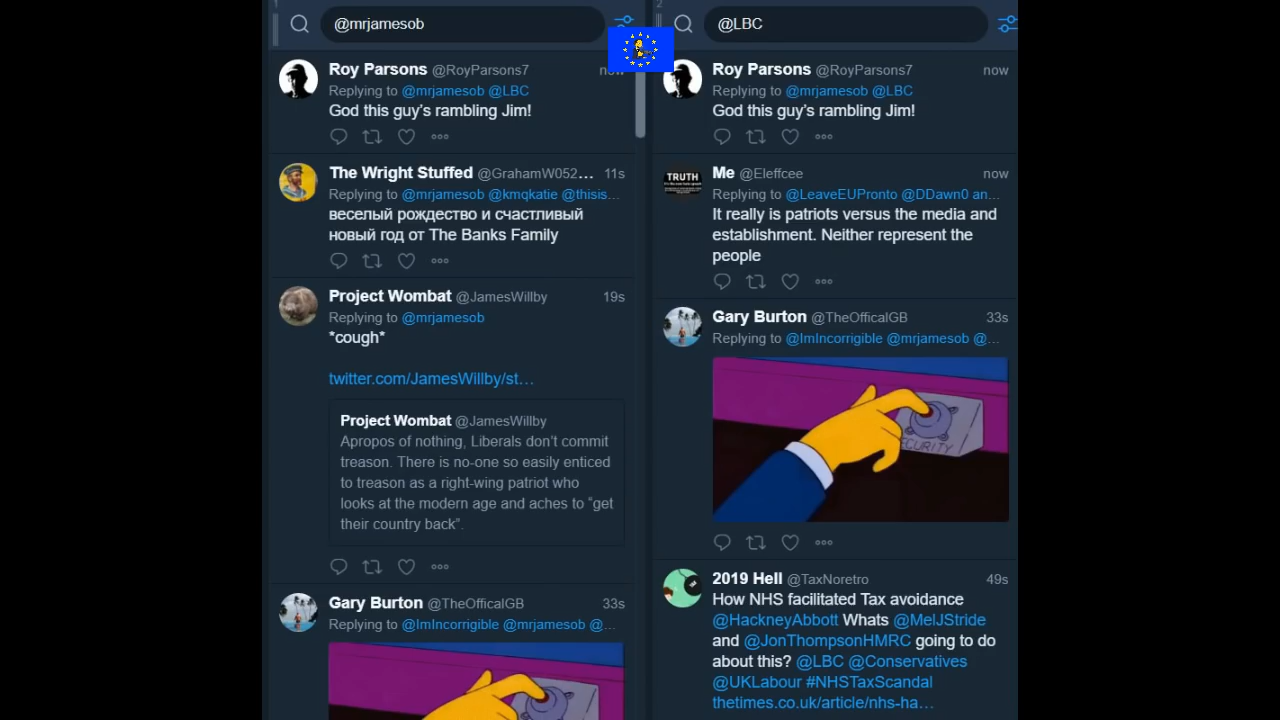 1
@mrjamesob
Roy Parsons @RoyParsons7
Replying to @mrjamesob @LBC
God this guy's rambling Jim!
The Wright Stuffed @GrahamW052… 11s
Replying to @mrjamesob @kmqkatie @thisis…
веселый рождество и счастливый
новый год от The Banks Family
Project Wombat @JamesWillby 19s
Replying to @mrjamesob
*cough*
twitter.com/JamesWillby/st…
Project Wombat @JamesWillby
Apropos of nothing, Liberals don't commit
treason. There is no-one so easily enticed
to treason as a right-wing patriot who
looks at the modern age and aches to “get
their country back”.
Gary Burton @TheOfficalGB 33s
Replying to @ImIncorrigible @mrjamesob @…
2
@LBC
Roy Parsons @RoyParsons7 now
Replying to @mrjamesob @LBC
God this guy's rambling Jim!
TRUTH
Me @Eleffcee now
Replying to @LeaveEUPronto @DDawn0 an…
It really is patriots versus the media and
establishment. Neither represent the
people
Gary Burton @TheOfficalGB 33s
Replying to @ImIncorrigible @mrjamesob @…
SECURITY
2019 Hell @TaxNoretro 49s
How NHS facilitated Tax avoidance
@HackneyAbbott Whats @MelJStride
and @JonThompsonHMRC going to do
about this? @LBC @Conservatives
@UKLabour #NHSTaxScandal
thetimes.co.uk/article/nhs-ha…